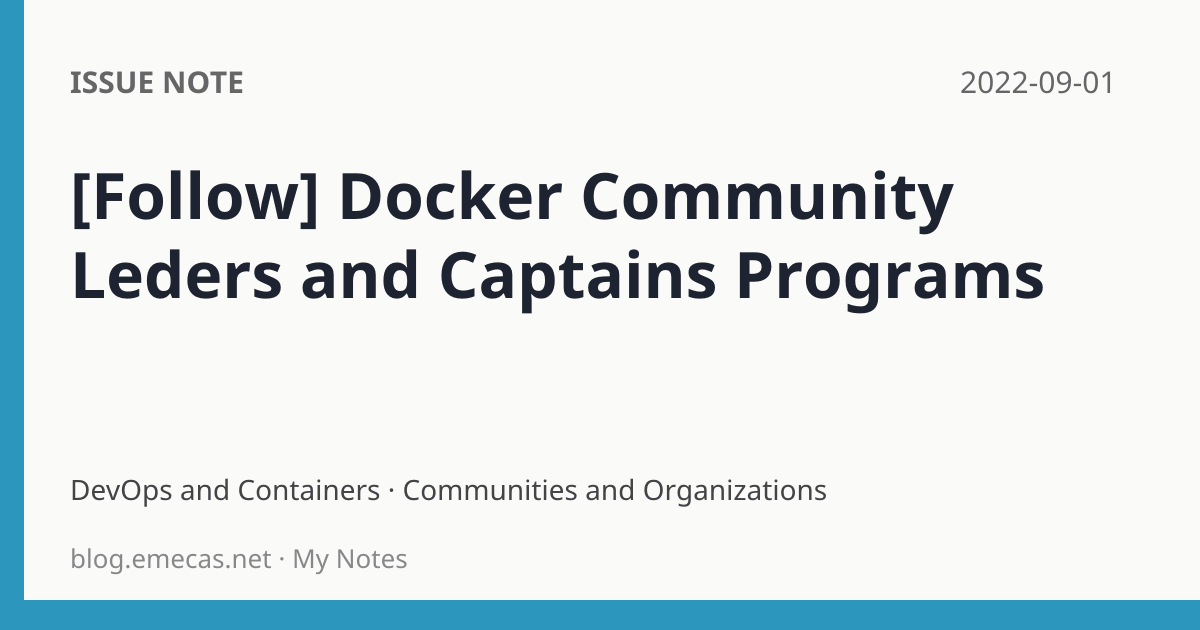 ISSUE NOTE
2022-09-01
[Follow] Docker Community
Leders and Captains Programs
DevOps and Containers · Communities and Organizations
blog.emecas.net · My Notes